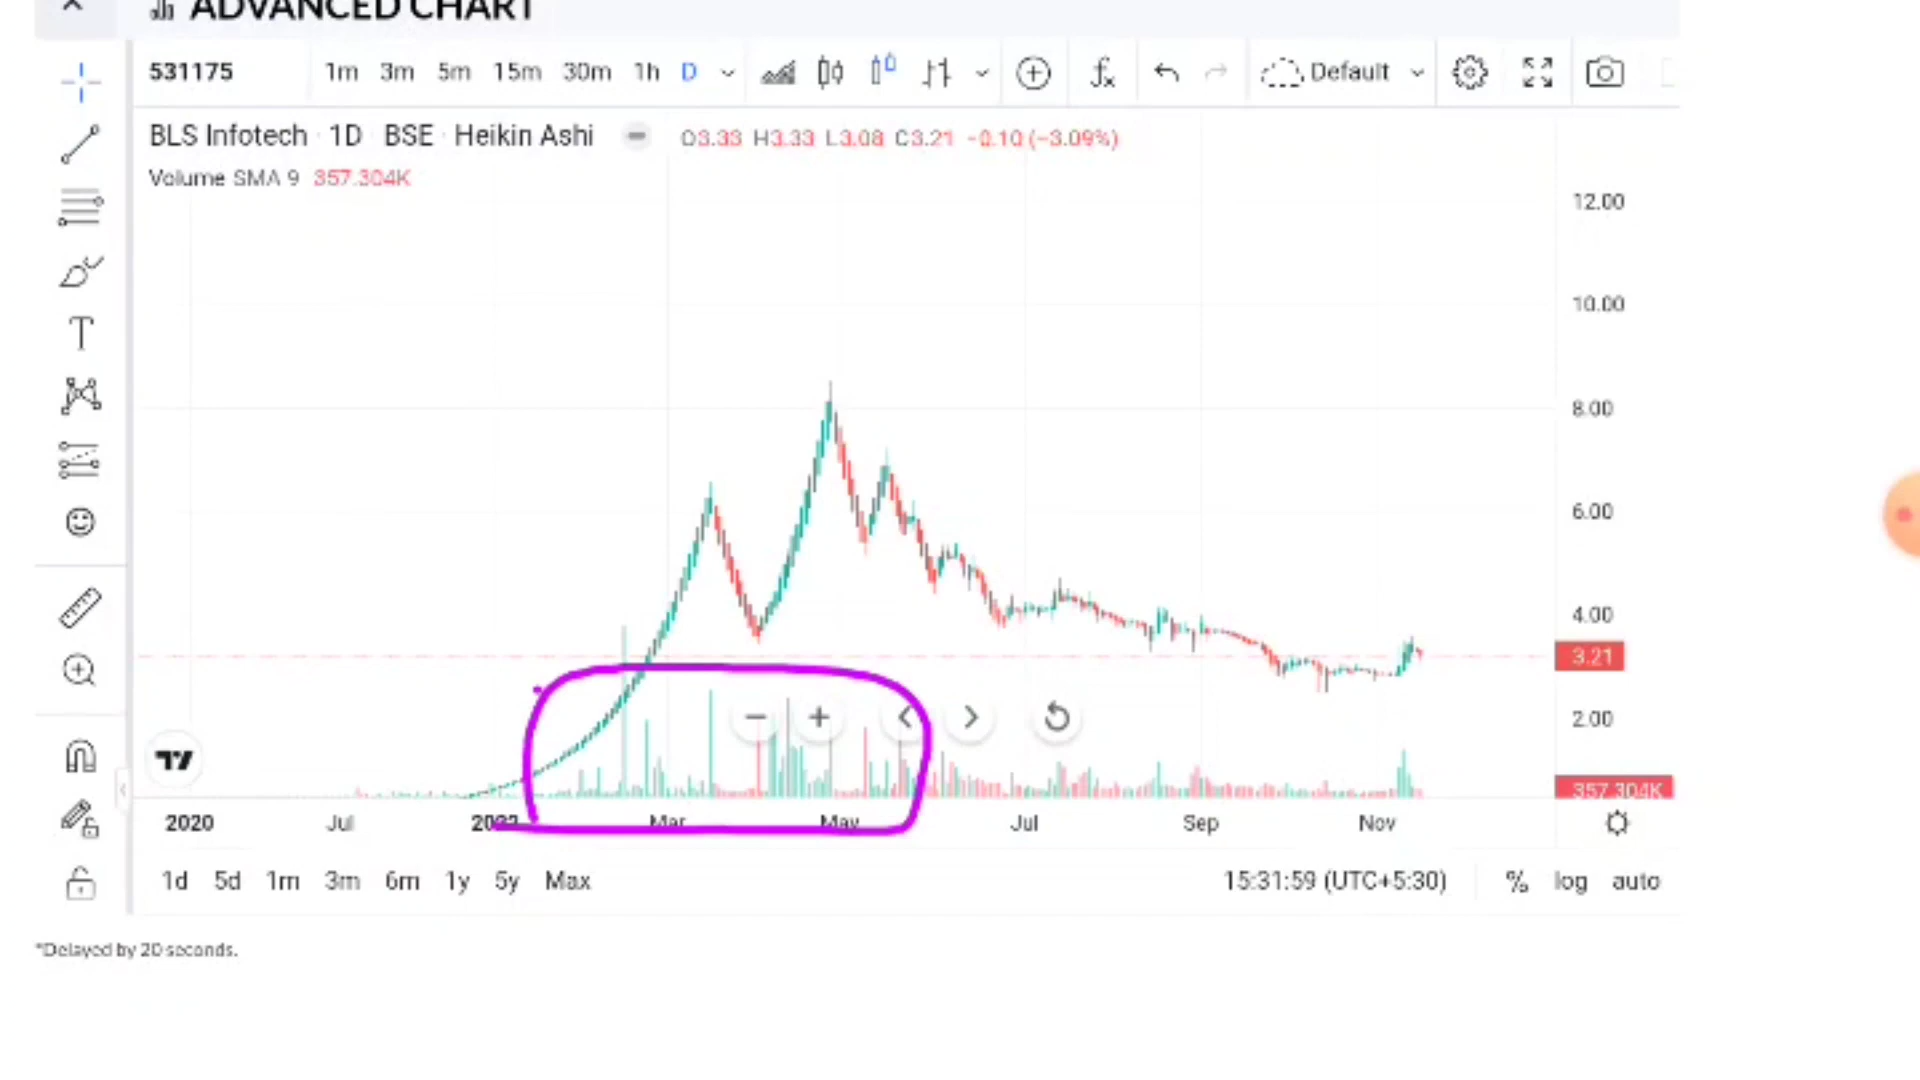 ADVANCED CHART
531175 1m 3m 5m 15m 30m 1h D Default
BLS Infotech · 1D · BSE · Heikin Ashi O3.33 H3.33 L3.08 C3.21 -0.10 (-3.09%)
Volume SMA 9 357.304K
12.00
10.00
8.00
6.00
4.00
3.21
2.00
357.304K
2020 Jul Mar May Jul Sep Nov
1d 5d 1m 3m 6m 1y 5y Max 15:31:59 (UTC+5:30) % log auto
*Delayed by 20 seconds.